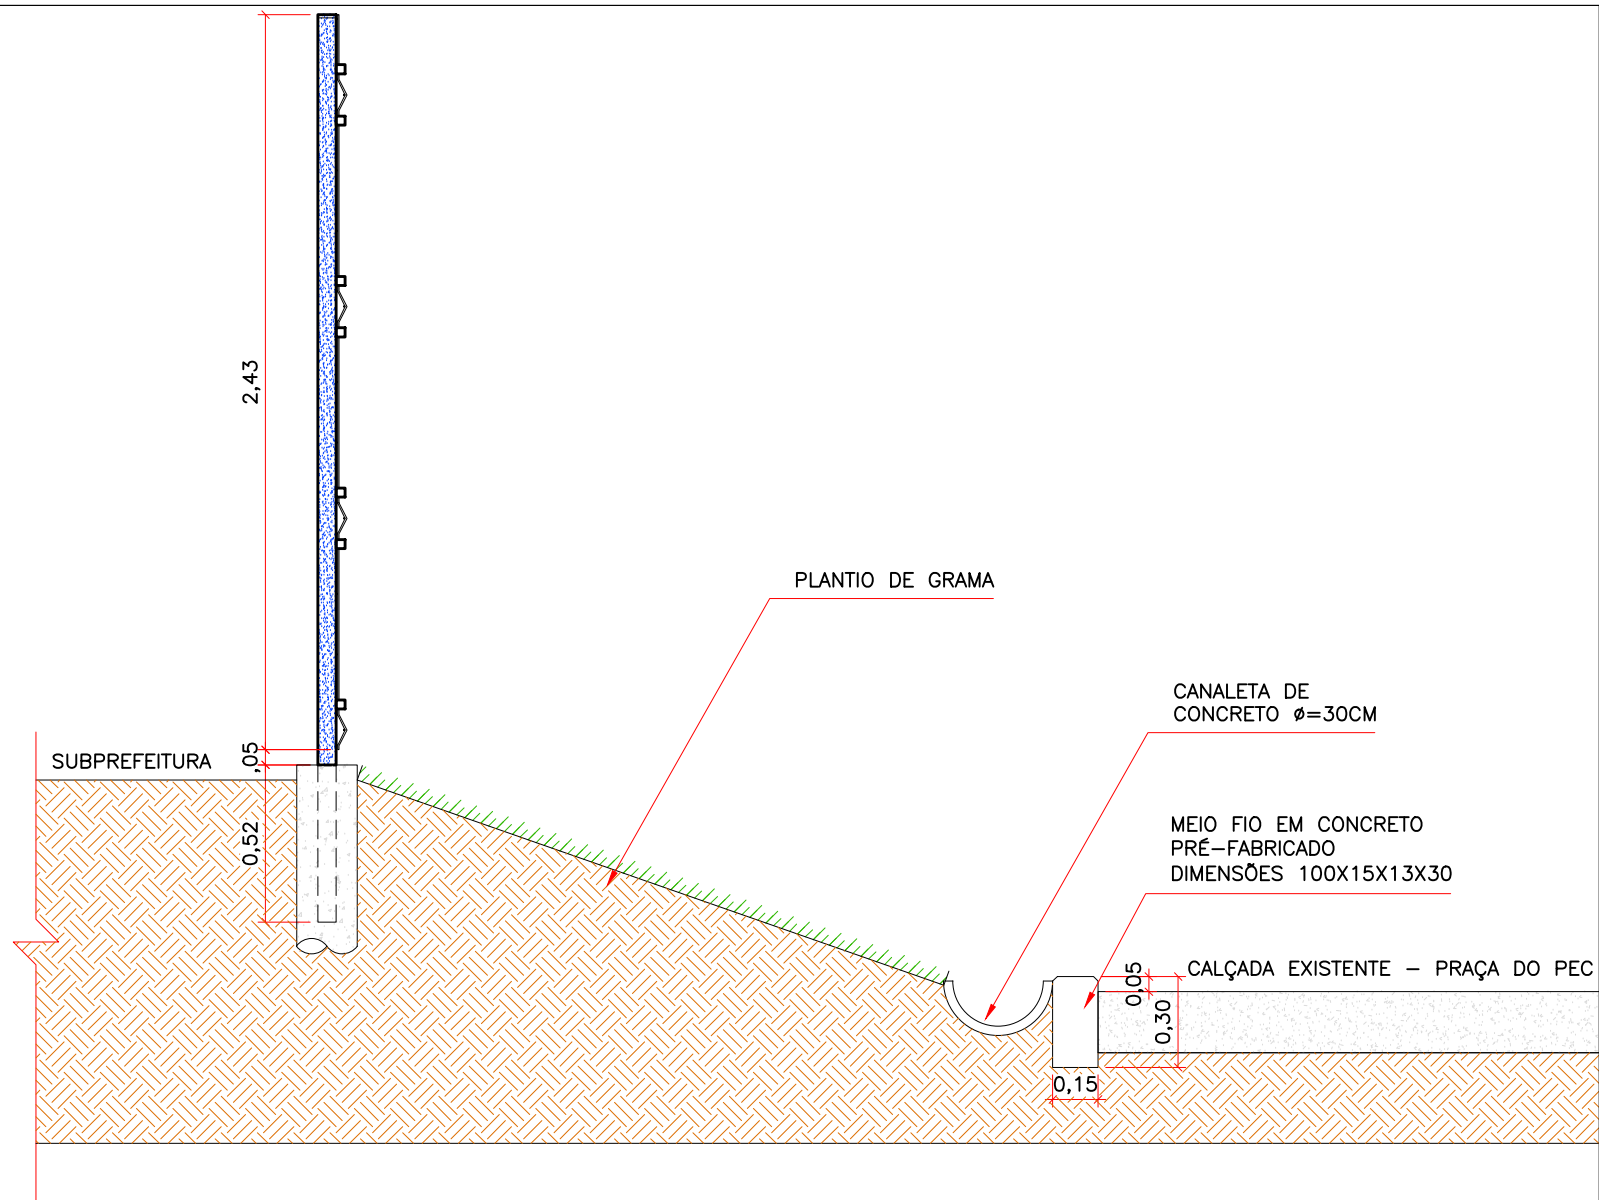 2,43
PLANTIO DE GRAMA
CANALETA DE
CONCRETO ø=30CM
SUBPREFEITURA
,05
0,52
MEIO FIO EM CONCRETO
PRÉ-FABRICADO
DIMENSÕES 100X15X13X30
CALÇADA EXISTENTE - PRAÇA DO PEC
0,05
0,30
0,15